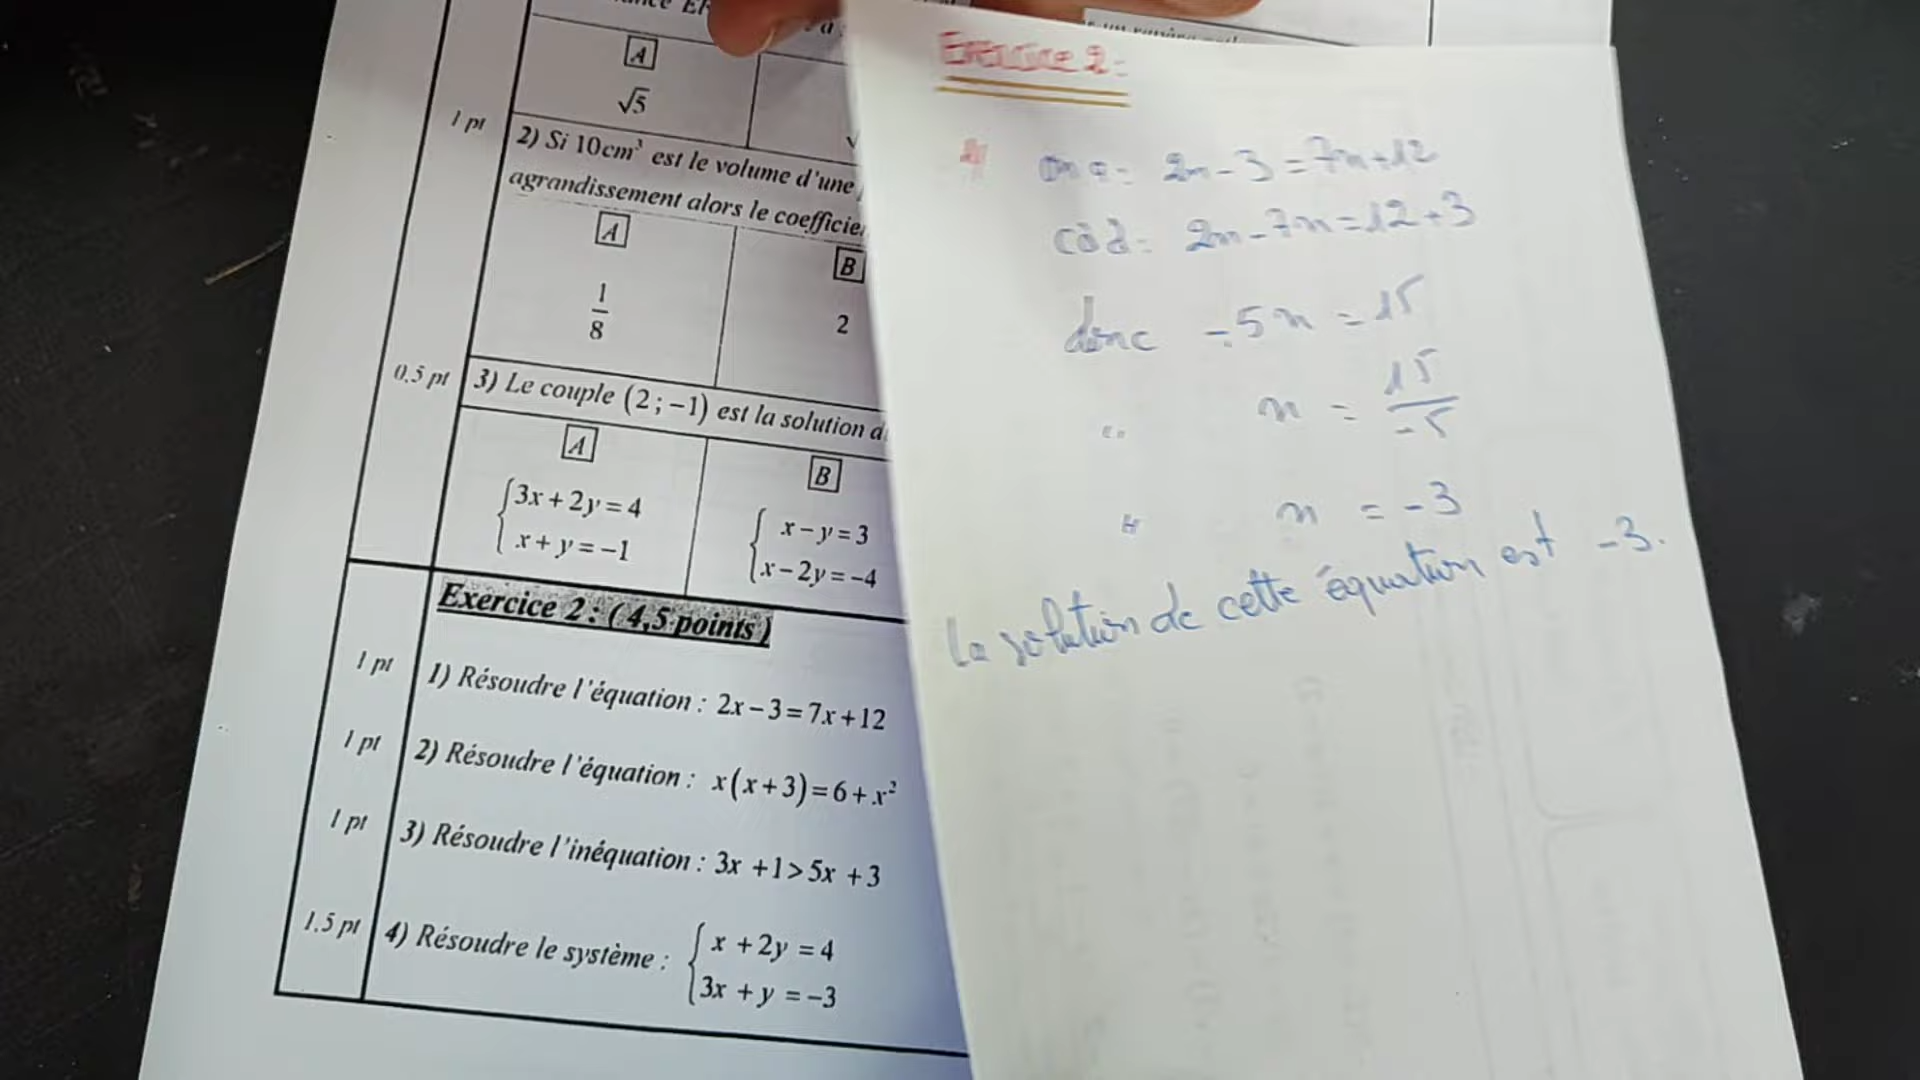 A
√5
1 pt
2) Si 10cm³ est le volume d'une
agrandissement alors le
A
B
1/8
2
0,5 pt
3) Le couple (2 ; −1) est la solution
A
B
3x + 2y = 4
x + y = −1
x − y = 3
x − 2y = −4
Exercice 2 : ( 4,5 points )
1 pt
1) Résoudre l'équation : 2x − 3 = 7x + 12
1 pt
2) Résoudre l'équation : x(x + 3) = 6 + x²
1 pt
3) Résoudre l'inéquation : 3x + 1 > 5x + 3
1.5 pt
4) Résoudre le système : x + 2y = 4
3x + y = −3
Exercice 2 :
on a : 2x − 3 = 7x + 12
càd : 2x − 7x = 12 + 3
donc −5x = 15
x = 15/−5
x = −3
la solution de cette équation est −3.